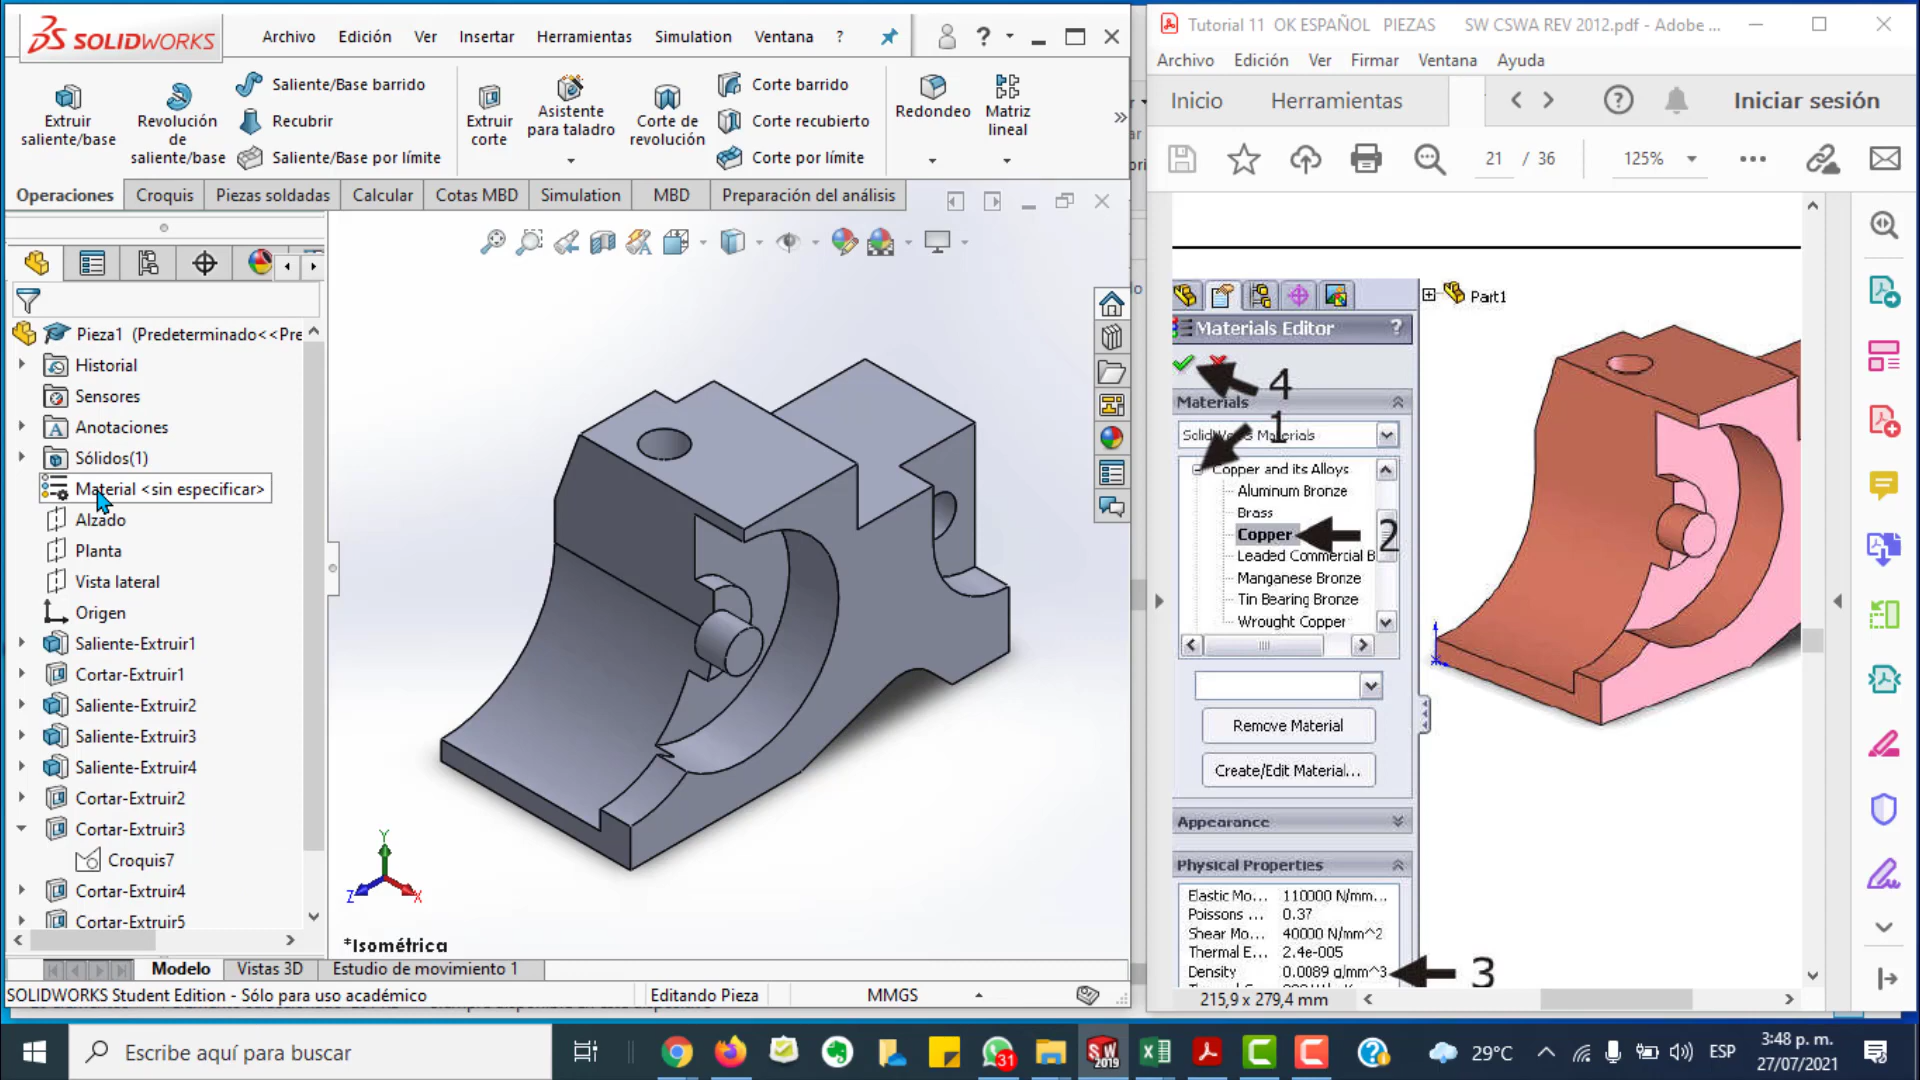 SOLIDWORKS
Archivo Edición Ver Insertar Herramientas Simulation Ventana ?
Extruir saliente/base
Revolución de saliente/base
Saliente/Base barrido
Recubrir
Saliente/Base por límite
Extruir corte
Asistente para taladro
Corte de revolución
Corte barrido
Corte recubierto
Corte por límite
Redondeo
Matriz lineal
Operaciones Croquis Piezas soldadas Calcular Cotas MBD Simulation MBD Preparación del análisis
Pieza1 (Predeterminado<<Pre
Historial
Sensores
Anotaciones
Sólidos(1)
Material <sin especificar>
Alzado
Planta
Vista lateral
Origen
Saliente-Extruir1
Cortar-Extruir1
Saliente-Extruir2
Saliente-Extruir3
Saliente-Extruir4
Cortar-Extruir2
Cortar-Extruir3
Croquis7
Cortar-Extruir4
Cortar-Extruir5
Y
Z
X
*Isométrica
Modelo Vistas 3D Estudio de movimiento 1
SOLIDWORKS Student Edition - Sólo para uso académico Editando Pieza MMGS
Tutorial 11 OK ESPAÑOL PIEZAS SW CSWA REV 2012.pdf - Adobe ...
Archivo Edición Ver Firmar Ventana Ayuda
Inicio Herramientas Iniciar sesión
21 / 36 125%
Part1
Materials Editor ?
4
Materials
1
SolidWorks Materials
Copper and its Alloys
Aluminum Bronze
Brass
Copper
2
Leaded Commercial B
Manganese Bronze
Tin Bearing Bronze
Wrought Copper
Remove Material
Create/Edit Material...
Appearance
Physical Properties
Elastic Mo... 110000 N/mm...
Poissons ... 0.37
Shear Mo... 40000 N/mm^2
Thermal E... 2.4e-005
Density 0.0089 g/mm^3
3
215,9 x 279,4 mm
Escribe aquí para buscar
31
SW 2019
29°C
ESP
3:48 p. m.
27/07/2021